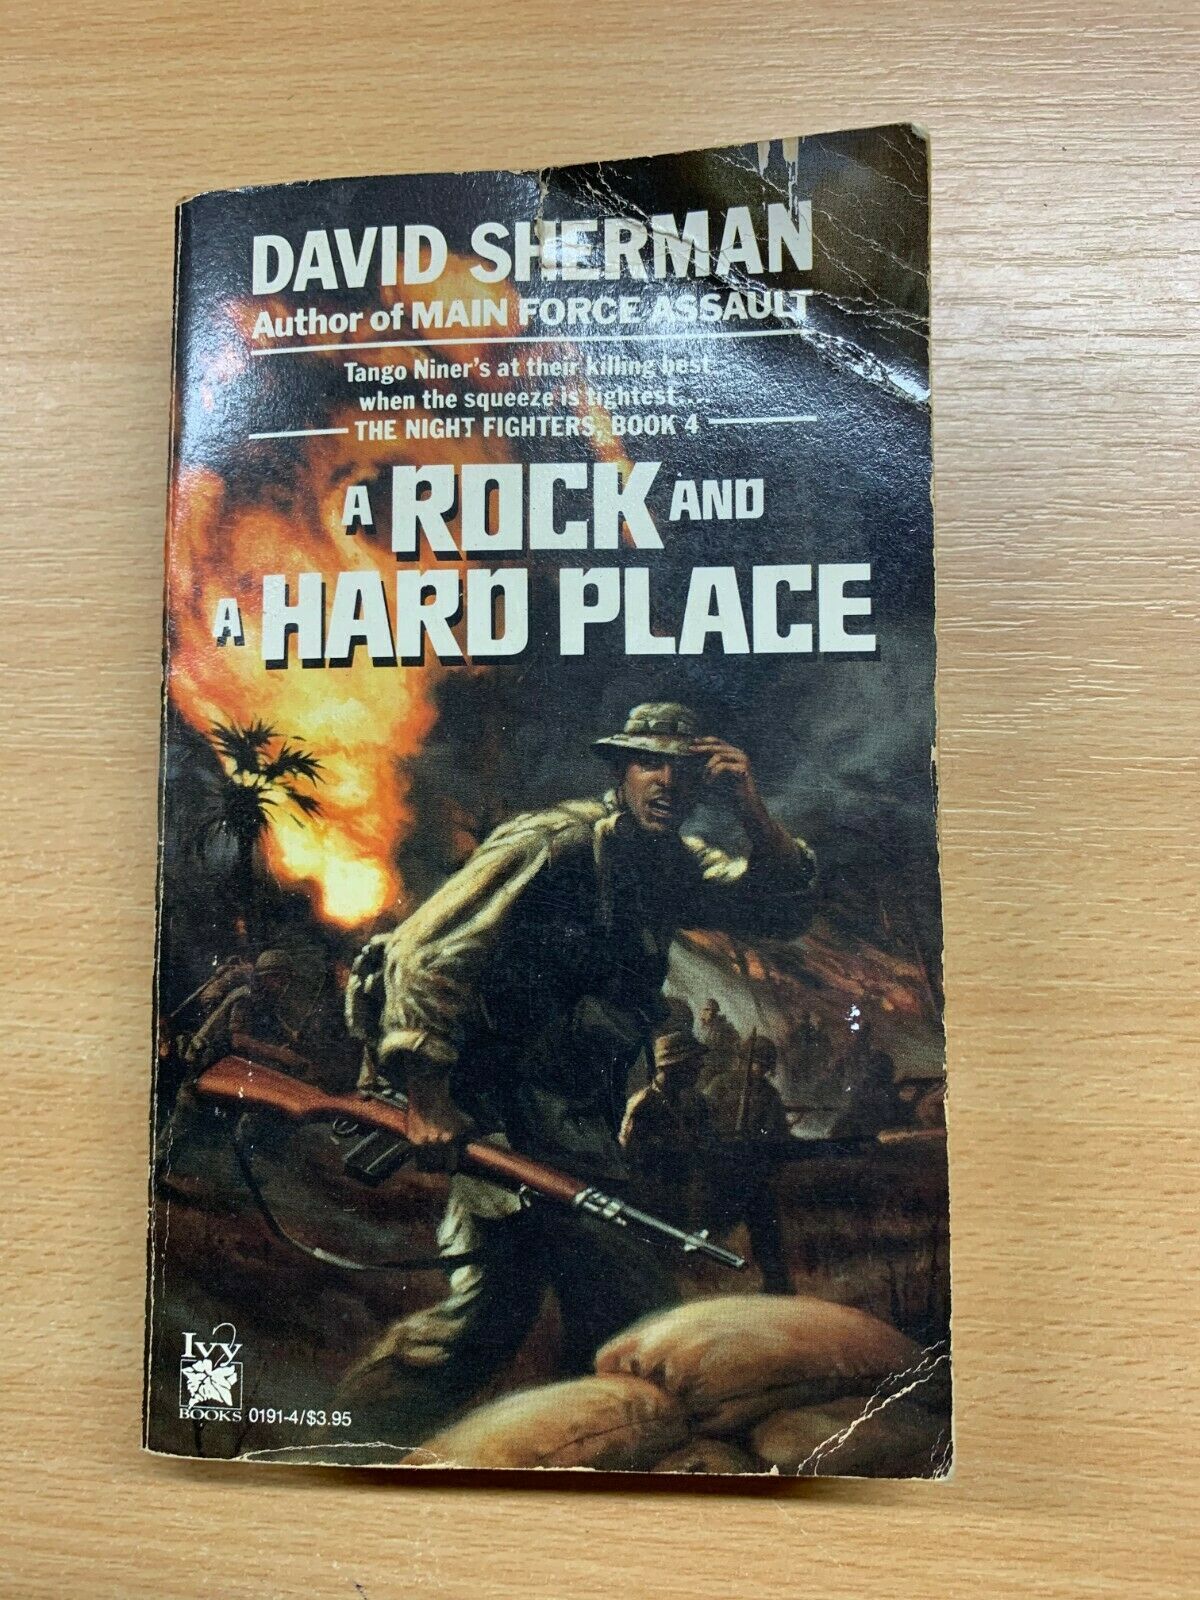 DAVID SHERMAN
Author of MAIN FORCE ASSAULT
Tango Niner's at their killing best
when the squeeze is tightest....
THE NIGHT FIGHTERS, BOOK 4
A ROCK AND
A HARD PLACE
Ivy
BOOKS 0191-4/$3.95